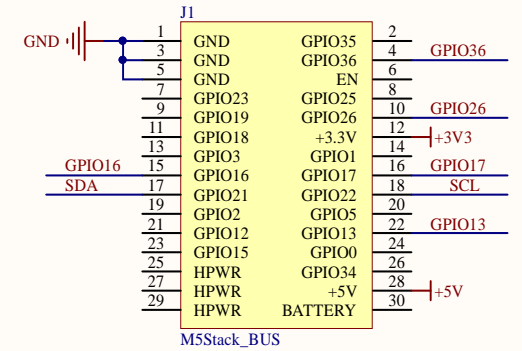 J1
GND 1 GND GPIO35 2
3 GND GPIO36 4 GPIO36
5 GND EN 6
7 GPIO23 GPIO25 8
9 GPIO19 GPIO26 10 GPIO26
11 GPIO18 +3.3V 12 +3V3
13 GPIO3 GPIO1 14
GPIO16 15 GPIO16 GPIO17 16 GPIO17
SDA 17 GPIO21 GPIO22 18 SCL
19 GPIO2 GPIO5 20
21 GPIO12 GPIO13 22 GPIO13
23 GPIO15 GPIO0 24
25 HPWR GPIO34 26
27 HPWR +5V 28 +5V
29 HPWR BATTERY 30
M5Stack_BUS